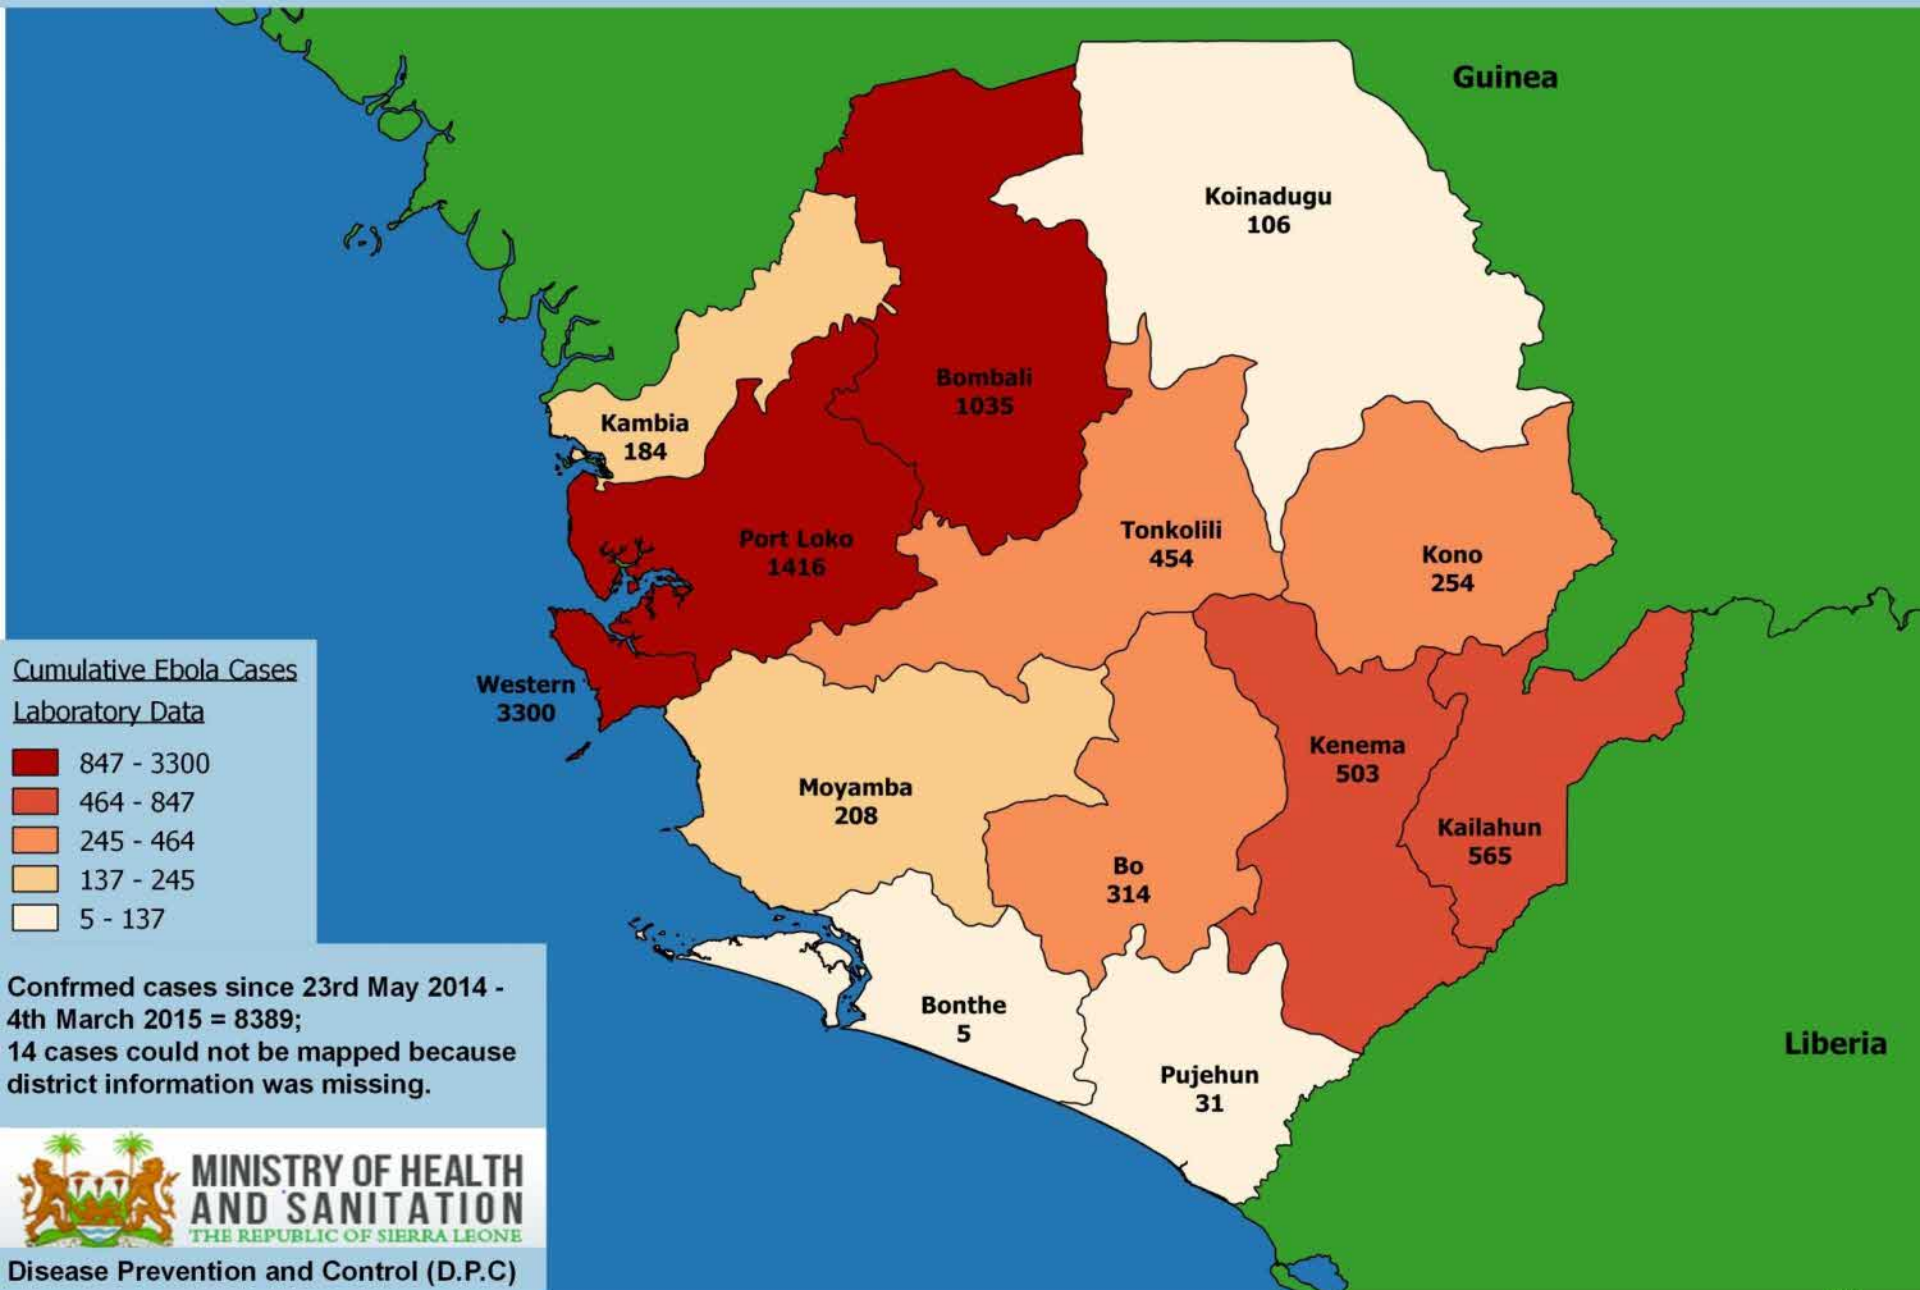 Guinea
Koinadugu
106
Bombali
1035
Kambia
184
Port Loko
1416
Tonkolili
454
Kono
254
Western
3300
Moyamba
208
Kenema
503
Kailahun
565
Bo
314
Bonthe
5
Pujehun
31
Liberia
Cumulative Ebola Cases
Laboratory Data
847 - 3300
464 - 847
245 - 464
137 - 245
5 - 137
Confrmed cases since 23rd May 2014 -
4th March 2015 = 8389;
14 cases could not be mapped because
district information was missing.
MINISTRY OF HEALTH
AND SANITATION
THE REPUBLIC OF SIERRA LEONE
Disease Prevention and Control (D.P.C)